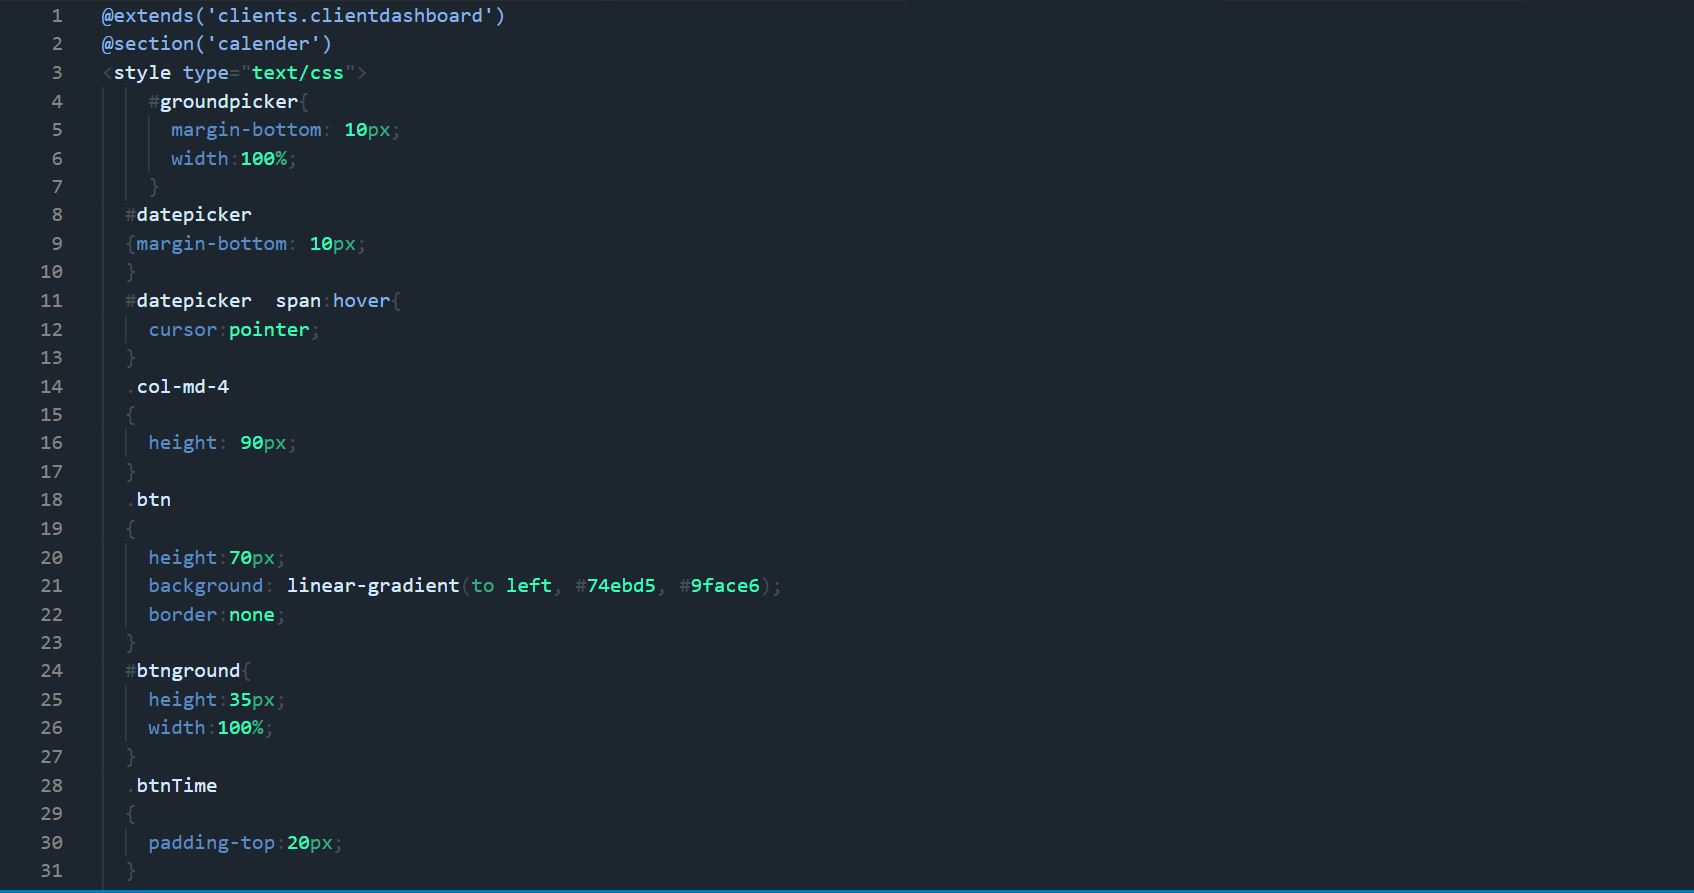 1 @extends('clients.clientdashboard')
2 @section('calender')
3 <style type="text/css">
4 #groundpicker{
5 margin-bottom: 10px;
6 width:100%;
7 }
8 #datepicker
9 {margin-bottom: 10px;
10 }
11 #datepicker  span:hover{
12 cursor:pointer;
13 }
14 .col-md-4
15 {
16 height: 90px;
17 }
18 .btn
19 {
20 height:70px;
21 background: linear-gradient(to left, #74ebd5, #9face6);
22 border:none;
23 }
24 #btnground{
25 height:35px;
26 width:100%;
27 }
28 .btnTime
29 {
30 padding-top:20px;
31 }